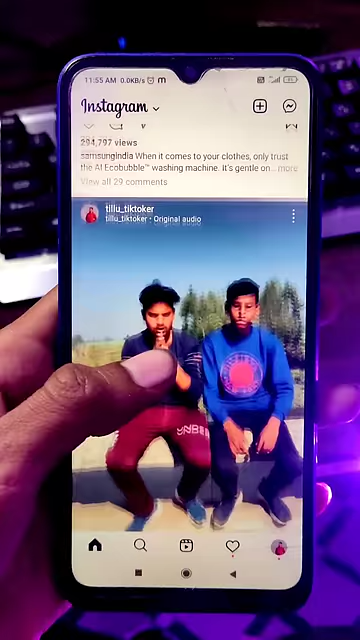 11:55 AM 0.0KB/s
Instagram
294,797 views
samsungindia When it comes to your clothes, only trust
the AI Ecobubble™ washing machine. It's gentle on... more
View all 29 comments
tillu_tiktoker
tillu_tiktoker • Original audio